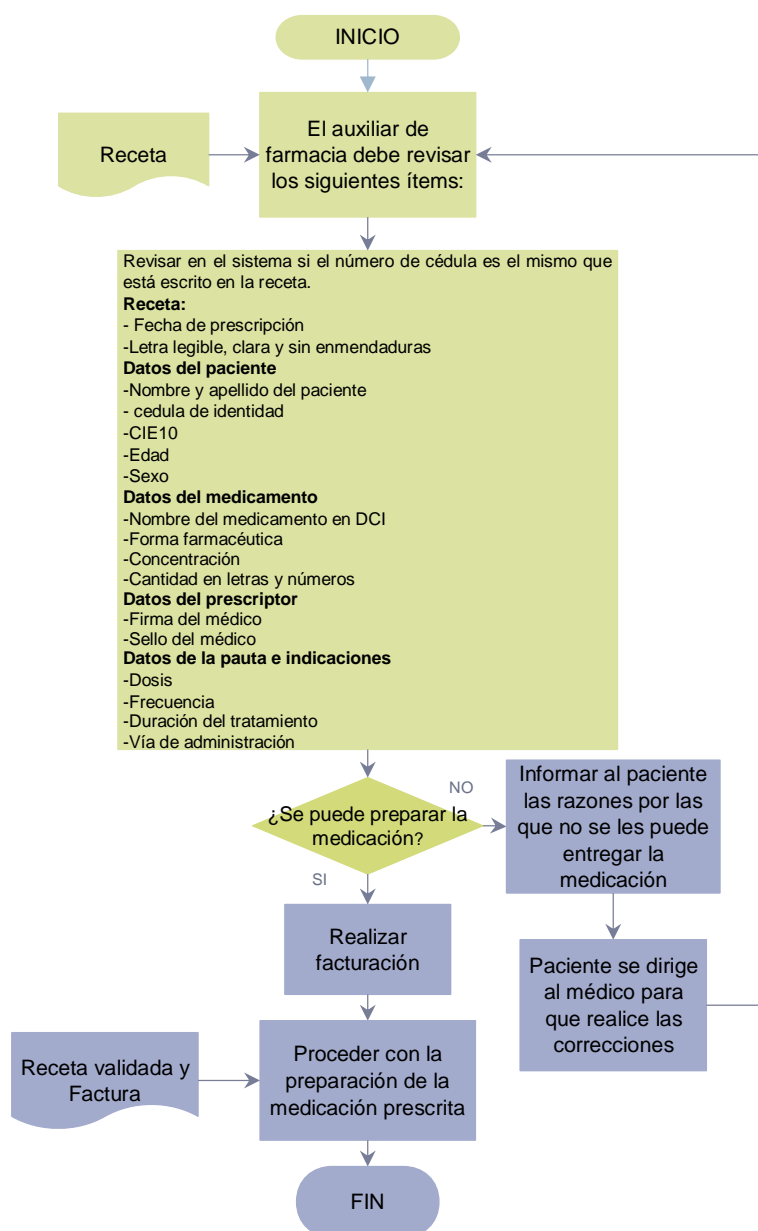 INICIO
Receta
El auxiliar de
farmacia debe revisar
los siguientes ítems:
Revisar en el sistema si el número de cédula es el mismo que
está escrito en la receta.
Receta:
- Fecha de prescripción
-Letra legible, clara y sin enmendaduras
Datos del paciente
-Nombre y apellido del paciente
- cedula de identidad
-CIE10
-Edad
-Sexo
Datos del medicamento
-Nombre del medicamento en DCI
-Forma farmacéutica
-Concentración
-Cantidad en letras y números
Datos del prescriptor
-Firma del médico
-Sello del médico
Datos de la pauta e indicaciones
-Dosis
-Frecuencia
-Duración del tratamiento
-Vía de administración
¿Se puede preparar la
medicación?
NO
Informar al paciente
las razones por las
que no se les puede
entregar la
medicación
SI
Realizar
facturación
Paciente se dirige
al médico para
que realice las
correcciones
Receta validada y
Factura
Proceder con la
preparación de la
medicación prescrita
FIN